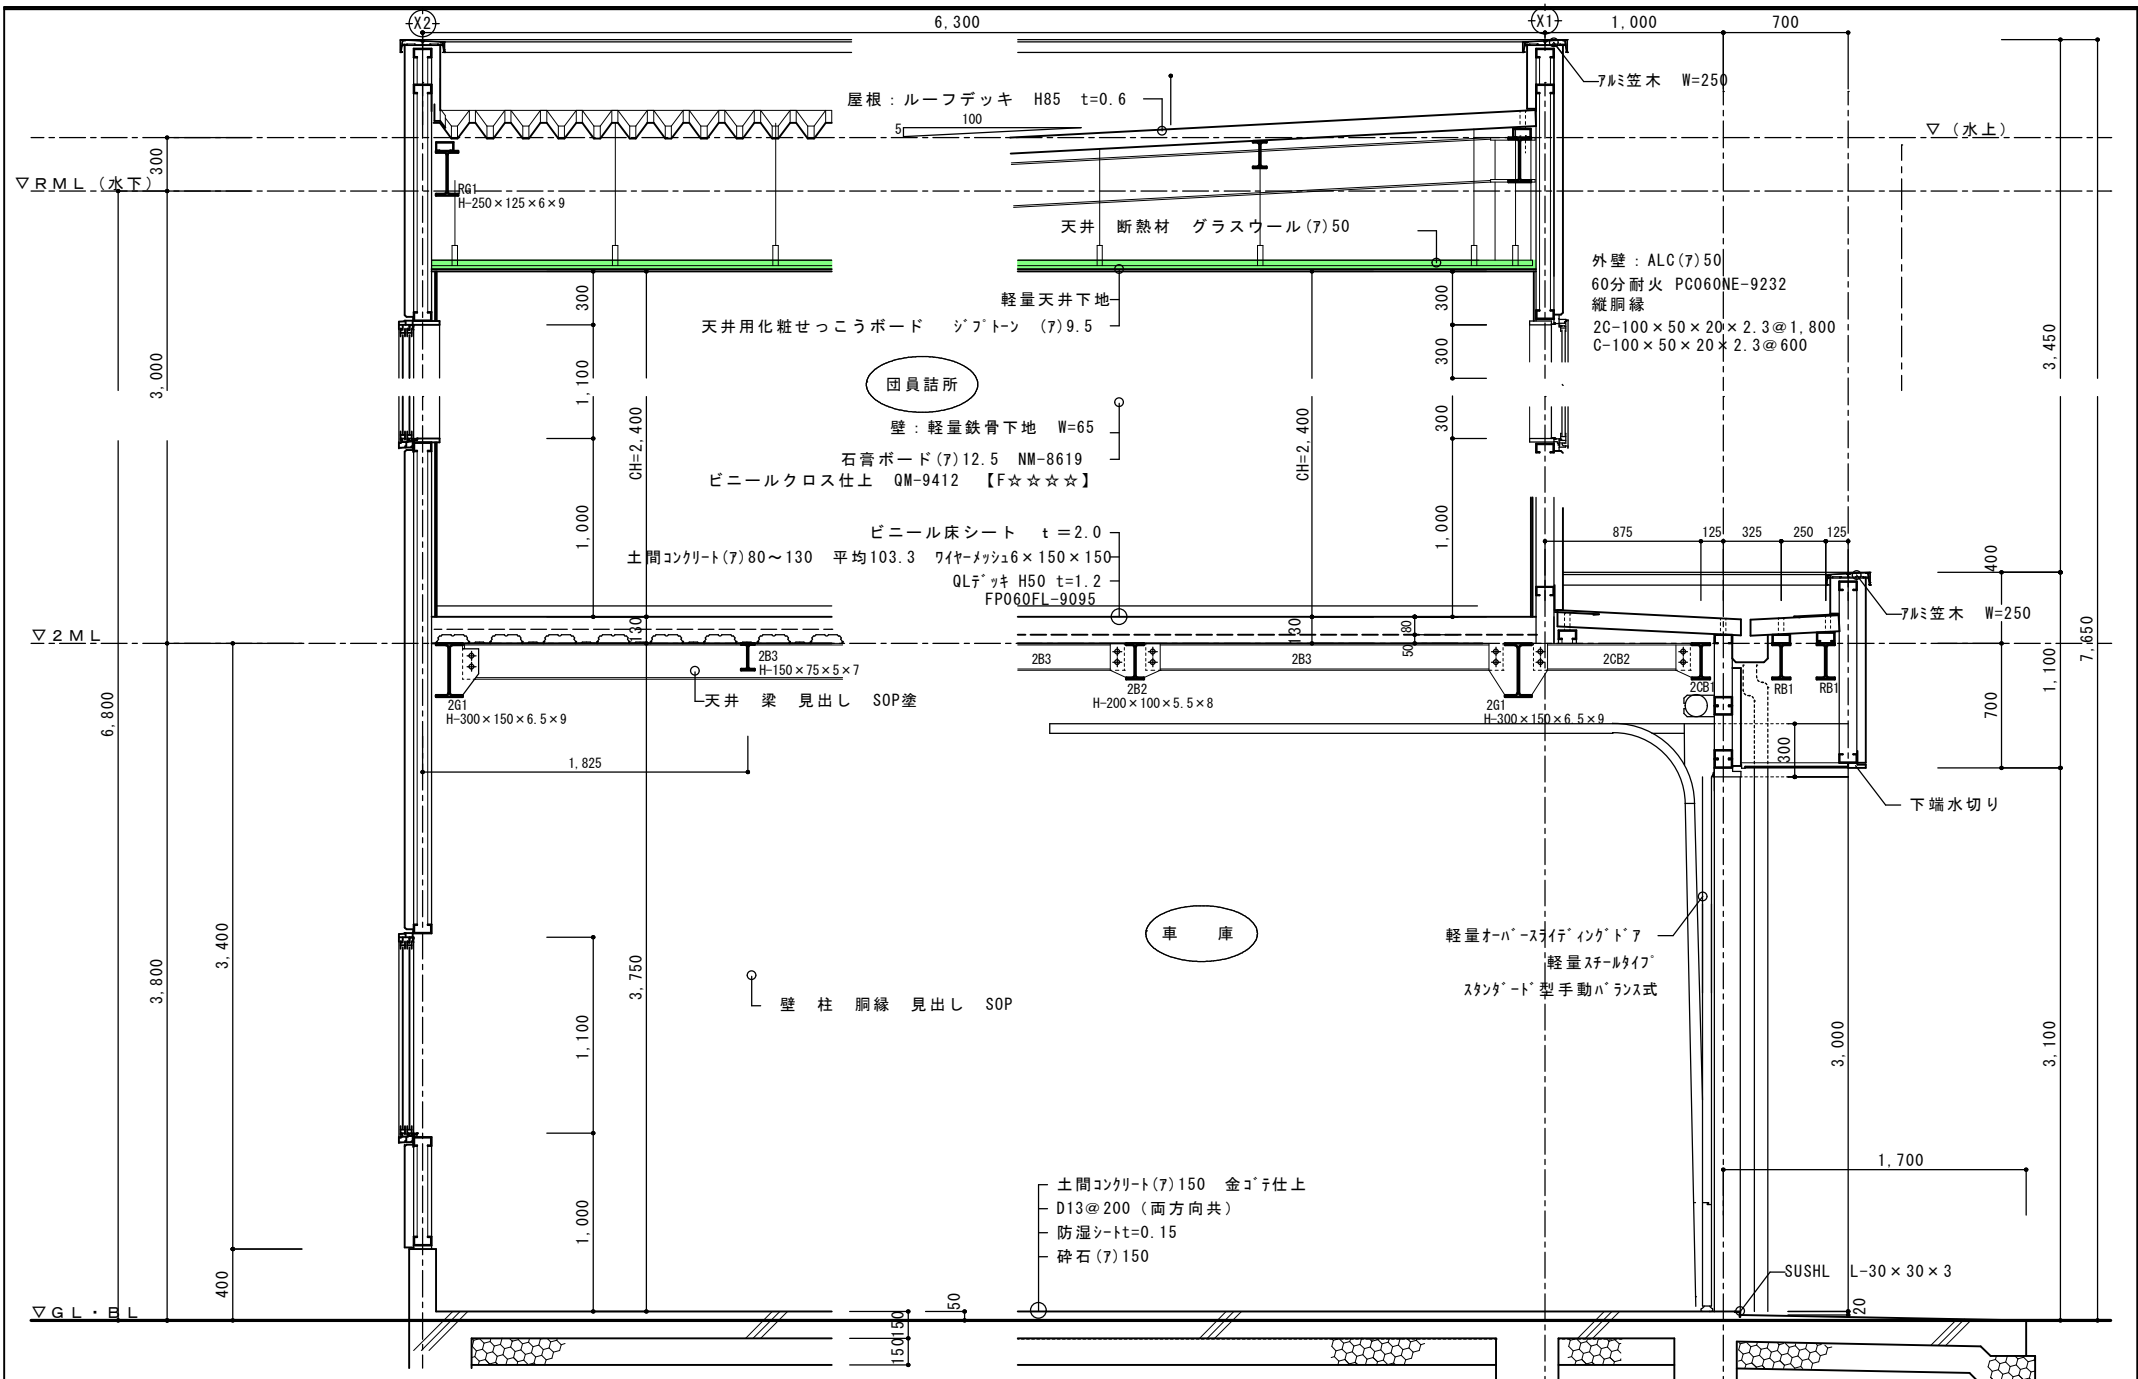 X2
6,300
X1
1,000
700
アルミ笠木 W=250
屋根：ルーフデッキ H85 t=0.6
100
5
▽（水上）
300
▽RML（水下）
RG1
H-250×125×6×9
天井 断熱材 グラスウール(ｱ)50
外壁：ALC(ｱ)50
60分耐火 PC060NE-9232
縦胴縁
2C-100×50×20×2.3@1,800
C-100×50×20×2.3@600
軽量天井下地
天井用化粧せっこうボード ジプトーン (ｱ)9.5
300
300
300
300
3,000
3,450
1,100
団員詰所
CH=2,400
CH=2,400
壁：軽量鉄骨下地 W=65
石膏ボード(ｱ)12.5 NM-8619
ビニールクロス仕上 QM-9412 【F☆☆☆☆】
1,000
1,000
ビニール床シート t=2.0
土間コンクリート(ｱ)80～130 平均103.3 ワイヤーメッシュ6×150×150
QLデッキ H50 t=1.2
FP060FL-9095
875
125
325
250
125
400
アルミ笠木 W=250
▽2ML
130
130
80
50
7,650
2B3
H-150×75×5×7
2B3
2B3
2CB2
天井 梁 見出し SOP塗
2G1
H-300×150×6.5×9
2B2
H-200×100×5.5×8
2G1
H-300×150×6.5×9
2CB1
RB1
RB1
6,800
1,100
700
300
1,825
下端水切り
車庫
軽量オーバースライディングドア
軽量スチールタイプ
スタンダード型手動バランス式
3,800
3,400
3,750
壁 柱 胴縁 見出し SOP
1,100
3,000
3,100
1,700
土間コンクリート(ｱ)150 金ゴテ仕上
D13@200（両方向共）
防湿シートt=0.15
砕石(ｱ)150
1,000
400
SUSHL L-30×30×3
▽GL・BL
50
20
150
150